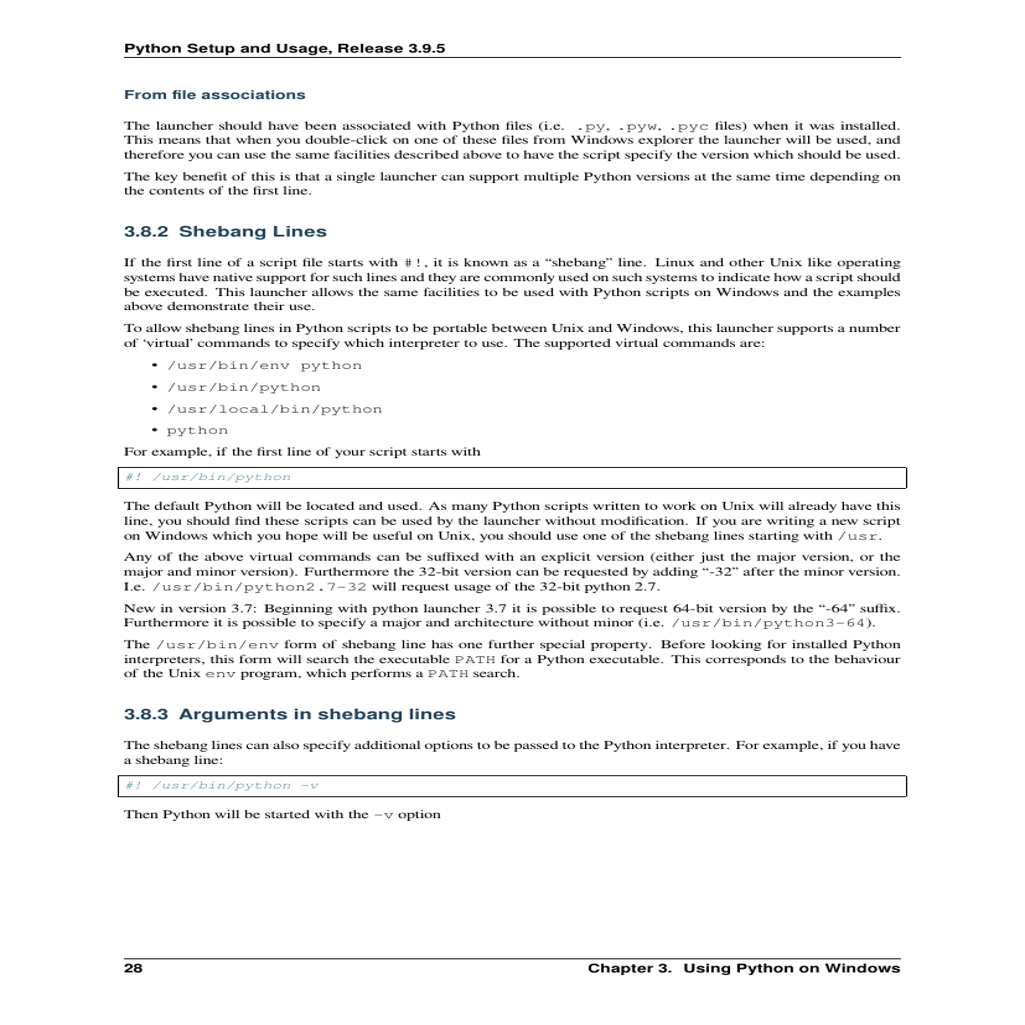 Python Setup and Usage, Release 3.9.5
From file associations
The launcher should have been associated with Python files (i.e. .py, .pyw, .pyc files) when it was installed.
This means that when you double-click on one of these files from Windows explorer the launcher will be used, and
therefore you can use the same facilities described above to have the script specify the version which should be used.
The key benefit of this is that a single launcher can support multiple Python versions at the same time depending on
the contents of the first line.
3.8.2 Shebang Lines
If the first line of a script file starts with #!, it is known as a “shebang” line. Linux and other Unix like operating
systems have native support for such lines and they are commonly used on such systems to indicate how a script should
be executed. This launcher allows the same facilities to be used with Python scripts on Windows and the examples
above demonstrate their use.
To allow shebang lines in Python scripts to be portable between Unix and Windows, this launcher supports a number
of ‘virtual’ commands to specify which interpreter to use. The supported virtual commands are:
• /usr/bin/env python
• /usr/bin/python
• /usr/local/bin/python
• python
For example, if the first line of your script starts with
#! /usr/bin/python
The default Python will be located and used. As many Python scripts written to work on Unix will already have this
line, you should find these scripts can be used by the launcher without modification. If you are writing a new script
on Windows which you hope will be useful on Unix, you should use one of the shebang lines starting with /usr.
Any of the above virtual commands can be suffixed with an explicit version (either just the major version, or the
major and minor version). Furthermore the 32-bit version can be requested by adding “-32” after the minor version.
I.e. /usr/bin/python2.7-32 will request usage of the 32-bit python 2.7.
New in version 3.7: Beginning with python launcher 3.7 it is possible to request 64-bit version by the “-64” suffix.
Furthermore it is possible to specify a major and architecture without minor (i.e. /usr/bin/python3-64).
The /usr/bin/env form of shebang line has one further special property. Before looking for installed Python
interpreters, this form will search the executable PATH for a Python executable. This corresponds to the behaviour
of the Unix env program, which performs a PATH search.
3.8.3 Arguments in shebang lines
The shebang lines can also specify additional options to be passed to the Python interpreter. For example, if you have
a shebang line:
#! /usr/bin/python -v
Then Python will be started with the -v option
28
Chapter 3. Using Python on Windows